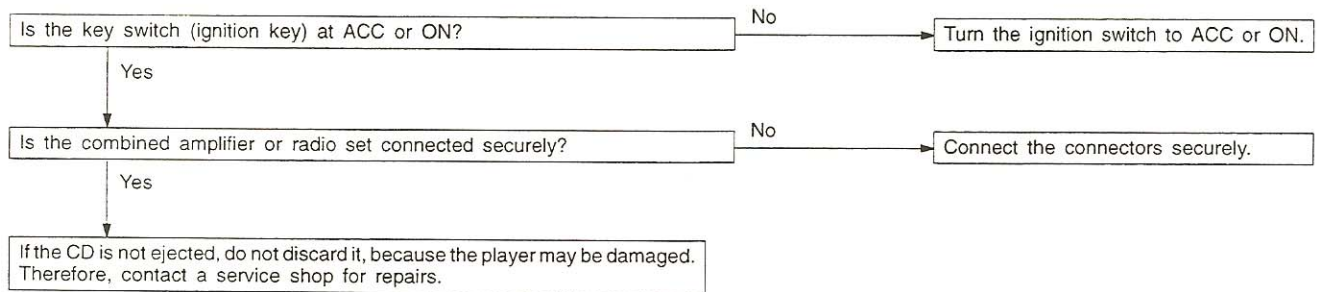 Is the key switch (ignition key) at ACC or ON?
No
Turn the ignition switch to ACC or ON.
Yes
Is the combined amplifier or radio set connected securely?
No
Connect the connectors securely.
Yes
If the CD is not ejected, do not discard it, because the player may be damaged.
Therefore, contact a service shop for repairs.